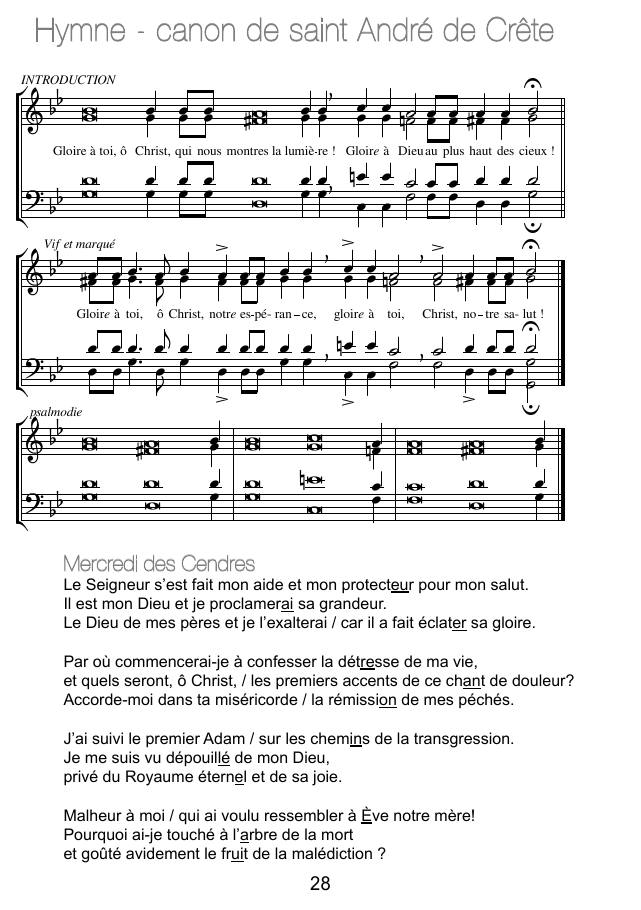 Hymne - canon de saint André de Crête
INTRODUCTION
Gloire à toi, ô Christ, qui nous montres la lumiè-re ! Gloire à Dieu au plus haut des cieux !
Vif et marqué
Gloire à toi, ô Christ, notre es-pé-ran-ce, gloire à toi, Christ, no-tre sa-lut !
psalmodie
Mercredi des Cendres
Le Seigneur s’est fait mon aide et mon protecteur pour mon salut.
Il est mon Dieu et je proclamerai sa grandeur.
Le Dieu de mes pères et je l’exalterai / car il a fait éclater sa gloire.
Par où commencerai-je à confesser la détresse de ma vie,
et quels seront, ô Christ, / les premiers accents de ce chant de douleur?
Accorde-moi dans ta miséricorde / la rémission de mes péchés.
J’ai suivi le premier Adam / sur les chemins de la transgression.
Je me suis vu dépouillé de mon Dieu,
privé du Royaume éternel et de sa joie.
Malheur à moi / qui ai voulu ressembler à Ève notre mère!
Pourquoi ai-je touché à l’arbre de la mort
et goûté avidement le fruit de la malédiction ?
28